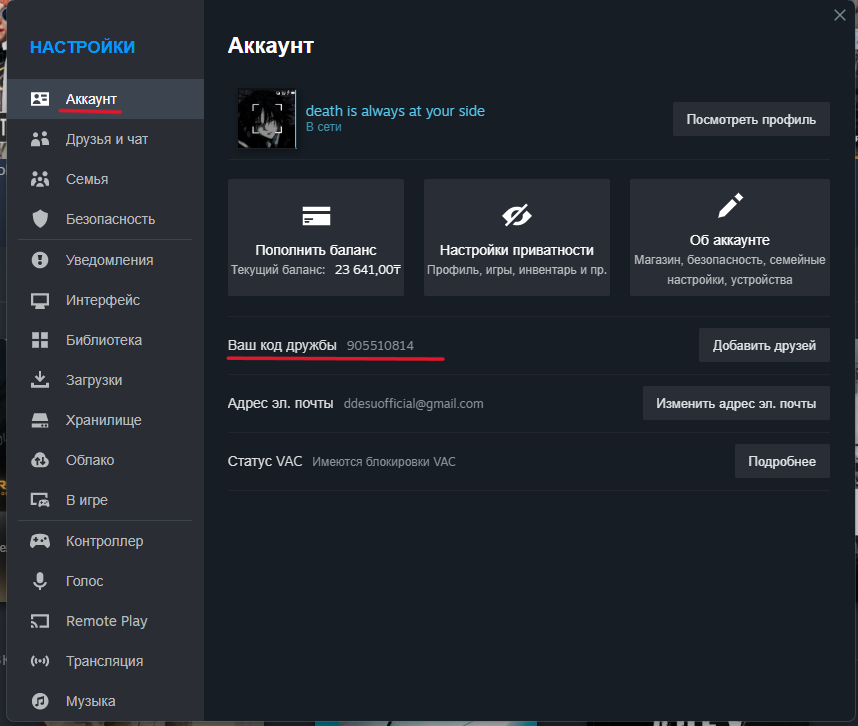 НАСТРОЙКИ
Аккаунт
Друзья и чат
Семья
Безопасность
Уведомления
Интерфейс
Библиотека
Загрузки
Хранилище
Облако
В игре
Контроллер
Голос
Remote Play
Трансляция
Музыка
Аккаунт
death is always at your side
В сети
Посмотреть профиль
Пополнить баланс
Текущий баланс: 23 641,00₸
Настройки приватности
Профиль, игры, инвентарь и пр.
Об аккаунте
Магазин, безопасность, семейные
настройки, устройства
Ваш код дружбы 905510814
Добавить друзей
Адрес эл. почты ddesuofficial@gmail.com
Изменить адрес эл. почты
Статус VAC Имеются блокировки VAC
Подробнее